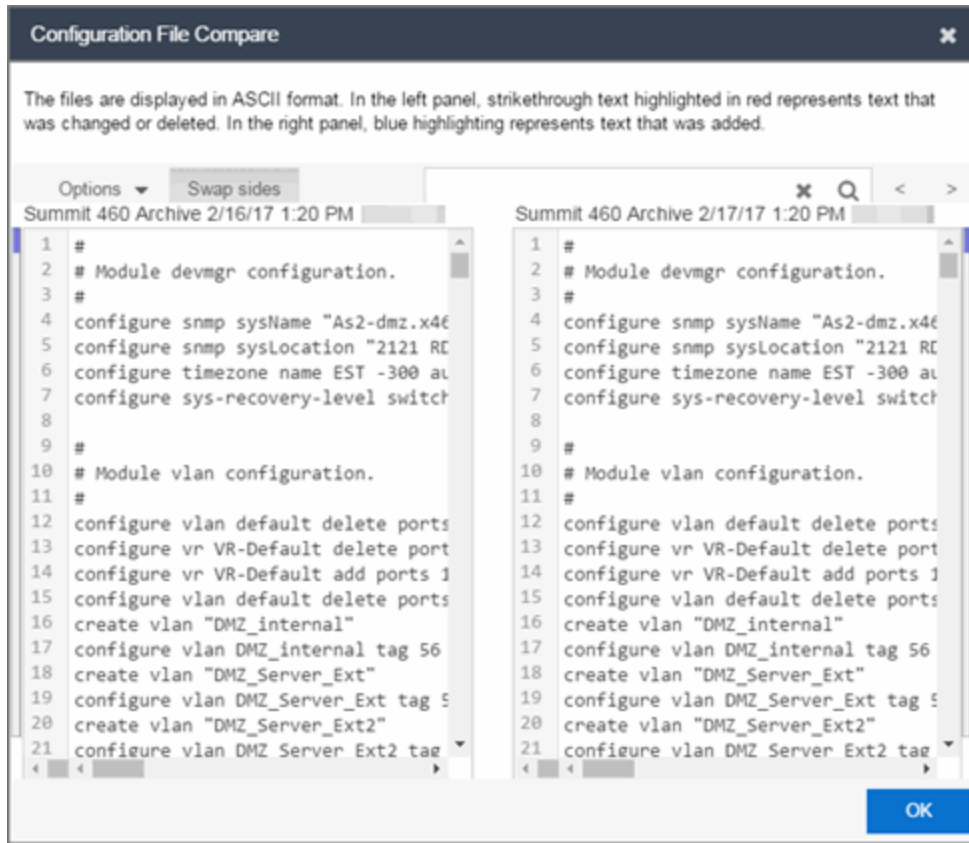 Configuration File Compare
The files are displayed in ASCII format. In the left panel, strikethrough text highlighted in red represents text that
was changed or deleted. In the right panel, blue highlighting represents text that was added.
Options Swap sides
Summit 460 Archive 2/16/17 1:20 PM
1 #
2 # Module devmgr configuration.
3 #
4 configure snmp sysName "As2-dmz.x46
5 configure snmp sysLocation "2121 RD
6 configure timezone name EST -300 au
7 configure sys-recovery-level switch
8
9 #
10 # Module vlan configuration.
11 #
12 configure vlan default delete ports
13 configure vr VR-Default delete port
14 configure vr VR-Default add ports 1
15 configure vlan default delete ports
16 create vlan "DMZ_internal"
17 configure vlan DMZ_internal tag 56
18 create vlan "DMZ_Server_Ext"
19 configure vlan DMZ_Server_Ext tag 5
20 create vlan "DMZ_Server_Ext2"
21 configure vlan DMZ_Server_Ext2 tag
Summit 460 Archive 2/17/17 1:20 PM
1 #
2 # Module devmgr configuration.
3 #
4 configure snmp sysName "As2-dmz.x46
5 configure snmp sysLocation "2121 RD
6 configure timezone name EST -300 au
7 configure sys-recovery-level switch
8
9 #
10 # Module vlan configuration.
11 #
12 configure vlan default delete ports
13 configure vr VR-Default delete port
14 configure vr VR-Default add ports 1
15 configure vlan default delete ports
16 create vlan "DMZ_internal"
17 configure vlan DMZ_internal tag 56
18 create vlan "DMZ_Server_Ext"
19 configure vlan DMZ_Server_Ext tag 5
20 create vlan "DMZ_Server_Ext2"
21 configure vlan DMZ_Server_Ext2 tag
OK